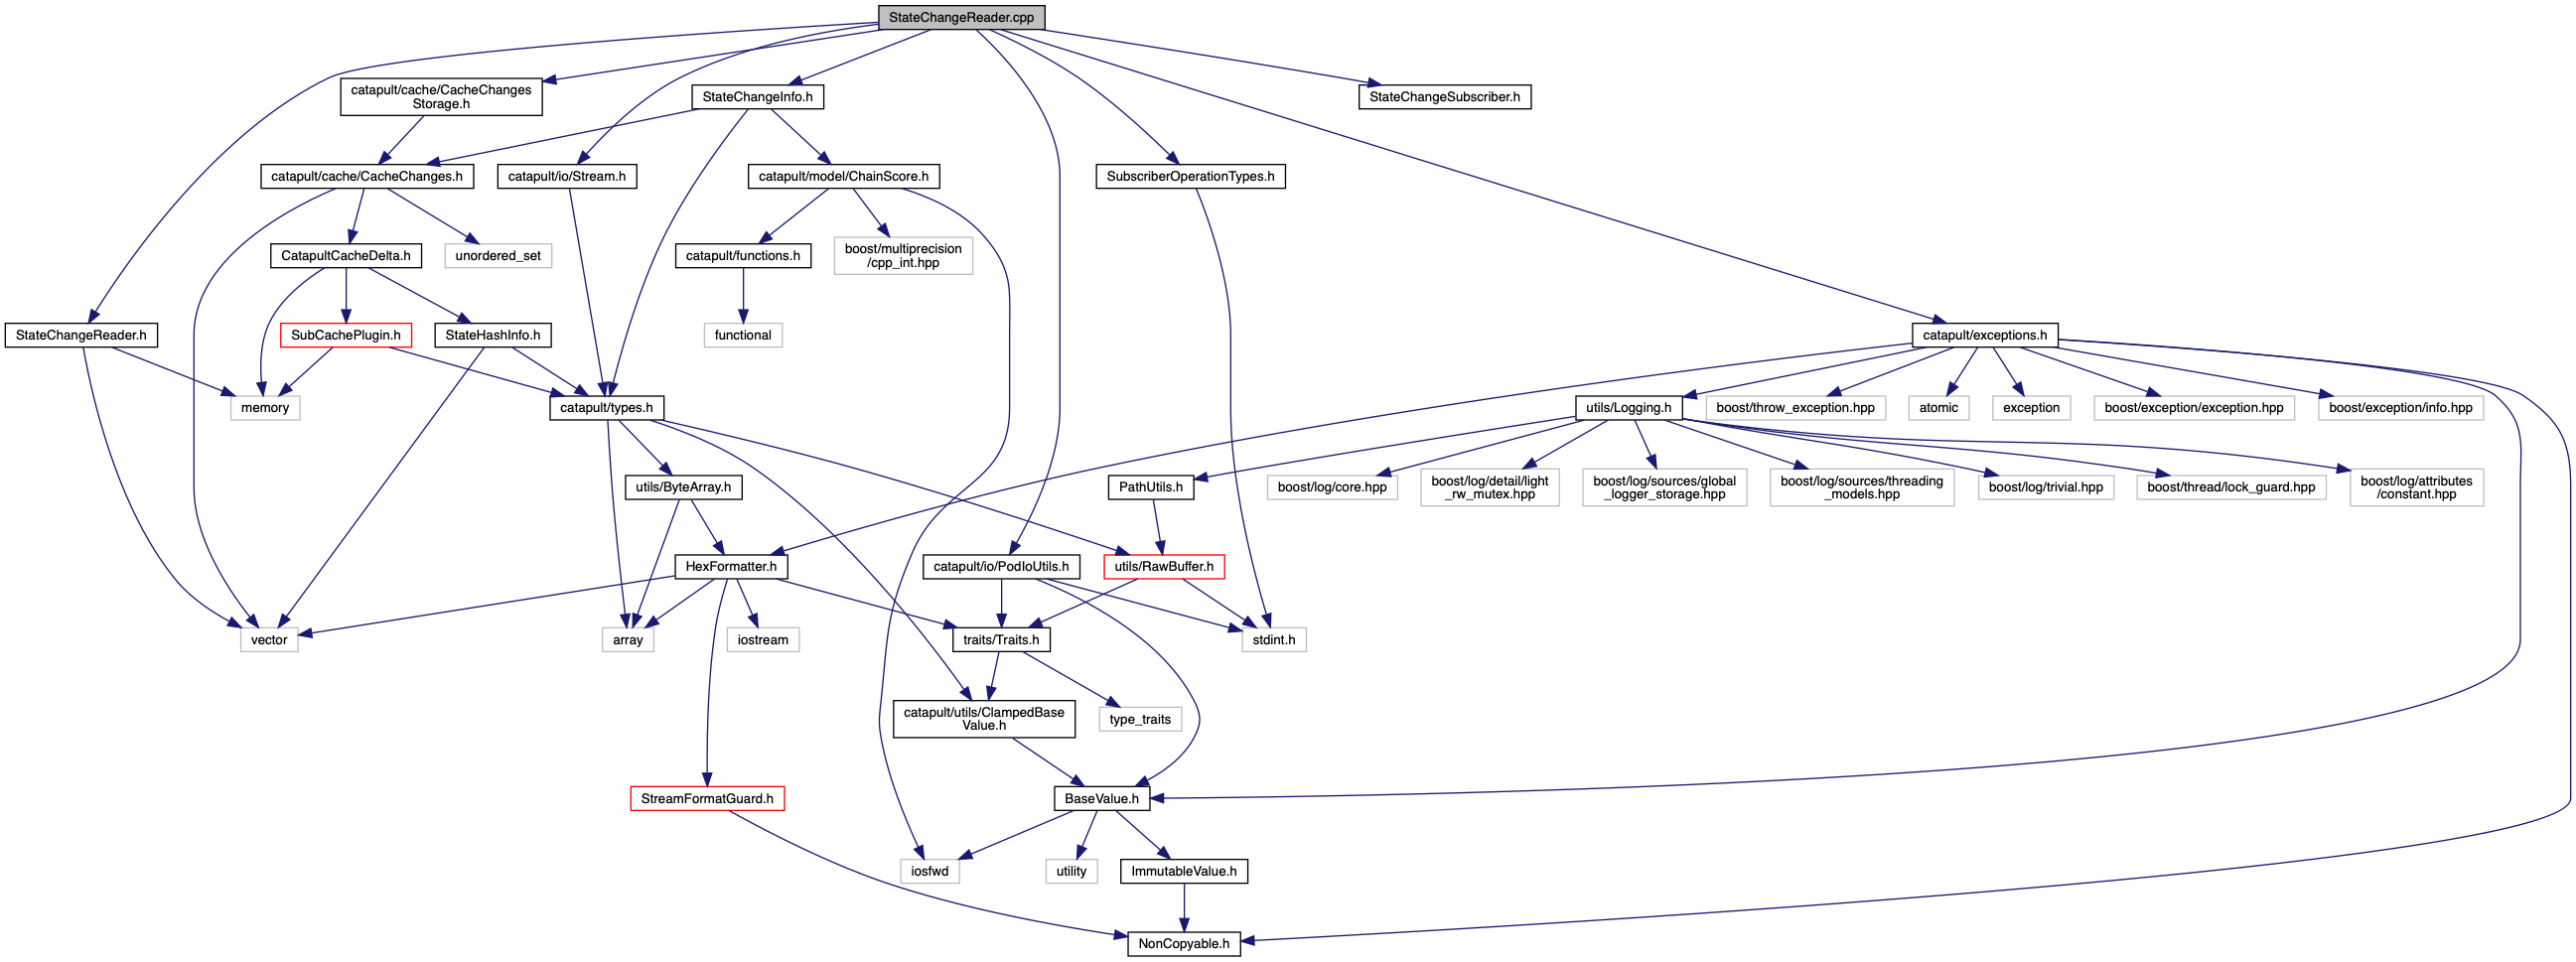 StateChangeReader.cpp
catapult/cache/CacheChanges
Storage.h
StateChangeInfo.h
StateChangeSubscriber.h
catapult/cache/CacheChanges.h
catapult/io/Stream.h
catapult/model/ChainScore.h
SubscriberOperationTypes.h
CatapultCacheDelta.h
unordered_set
catapult/functions.h
boost/multiprecision
/cpp_int.hpp
StateChangeReader.h
SubCachePlugin.h
StateHashInfo.h
functional
catapult/exceptions.h
memory
catapult/types.h
utils/Logging.h
boost/throw_exception.hpp
atomic
exception
boost/exception/exception.hpp
boost/exception/info.hpp
utils/ByteArray.h
PathUtils.h
boost/log/core.hpp
boost/log/detail/light
_rw_mutex.hpp
boost/log/sources/global
_logger_storage.hpp
boost/log/sources/threading
_models.hpp
boost/log/trivial.hpp
boost/thread/lock_guard.hpp
boost/log/attributes
/constant.hpp
HexFormatter.h
catapult/io/PodIoUtils.h
utils/RawBuffer.h
vector
array
iostream
traits/Traits.h
stdint.h
catapult/utils/ClampedBase
Value.h
type_traits
StreamFormatGuard.h
BaseValue.h
iosfwd
utility
ImmutableValue.h
NonCopyable.h